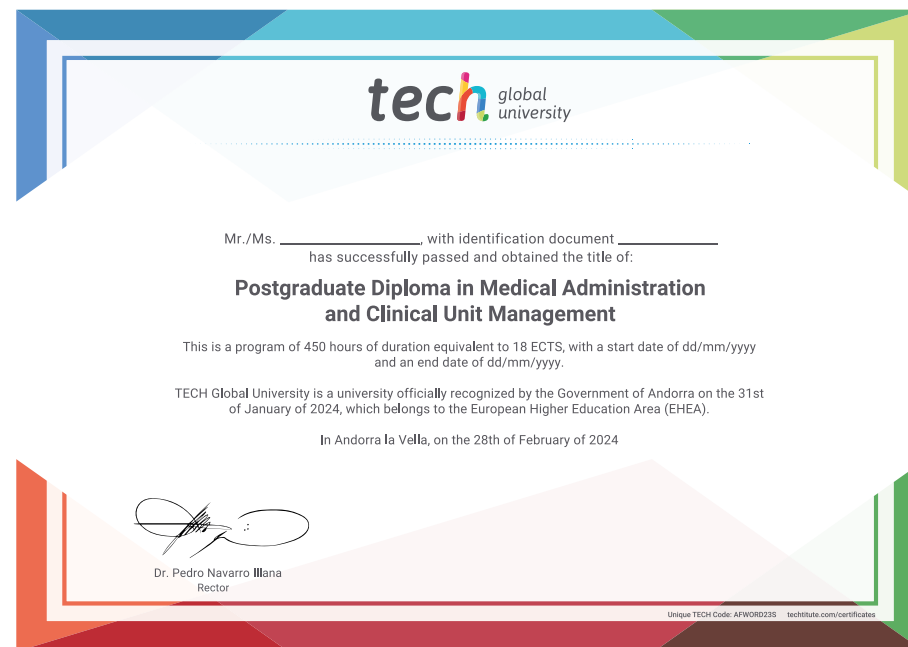 tech global
university
Mr./Ms. ____________________, with identification document ______________
has successfully passed and obtained the title of:
Postgraduate Diploma in Medical Administration
and Clinical Unit Management
This is a program of 450 hours of duration equivalent to 18 ECTS, with a start date of dd/mm/yyyy
and an end date of dd/mm/yyyy.
TECH Global University is a university officially recognized by the Government of Andorra on the 31st
of January of 2024, which belongs to the European Higher Education Area (EHEA).
In Andorra la Vella, on the 28th of February of 2024
Dr. Pedro Navarro Illana
Rector
Unique TECH Code: AFWORD23S techtitute.com/certificates